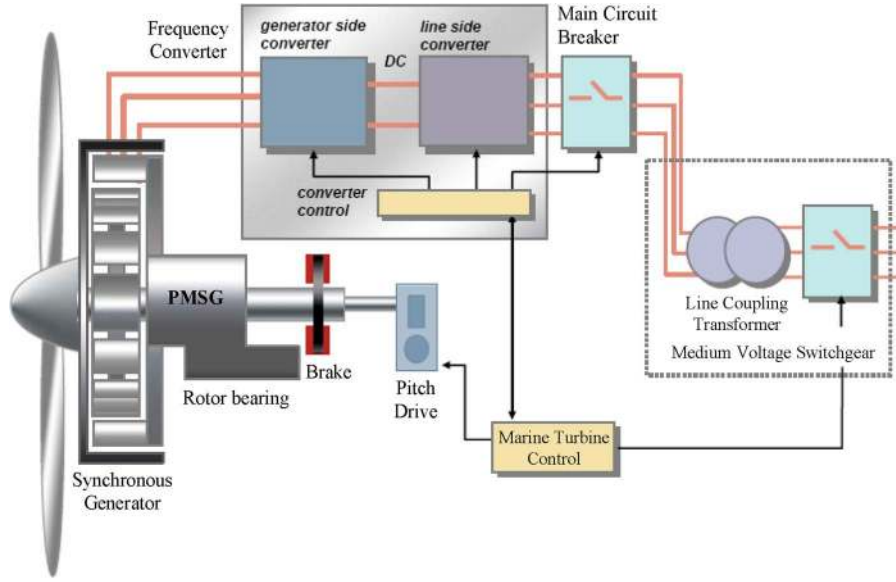 Frequency
Converter
generator side
converter
DC
line side
converter
Main Circuit
Breaker
converter
control
PMSG
Rotor bearing
Brake
Pitch
Drive
Synchronous
Generator
Marine Turbine
Control
Line Coupling
Transformer
Medium Voltage Switchgear